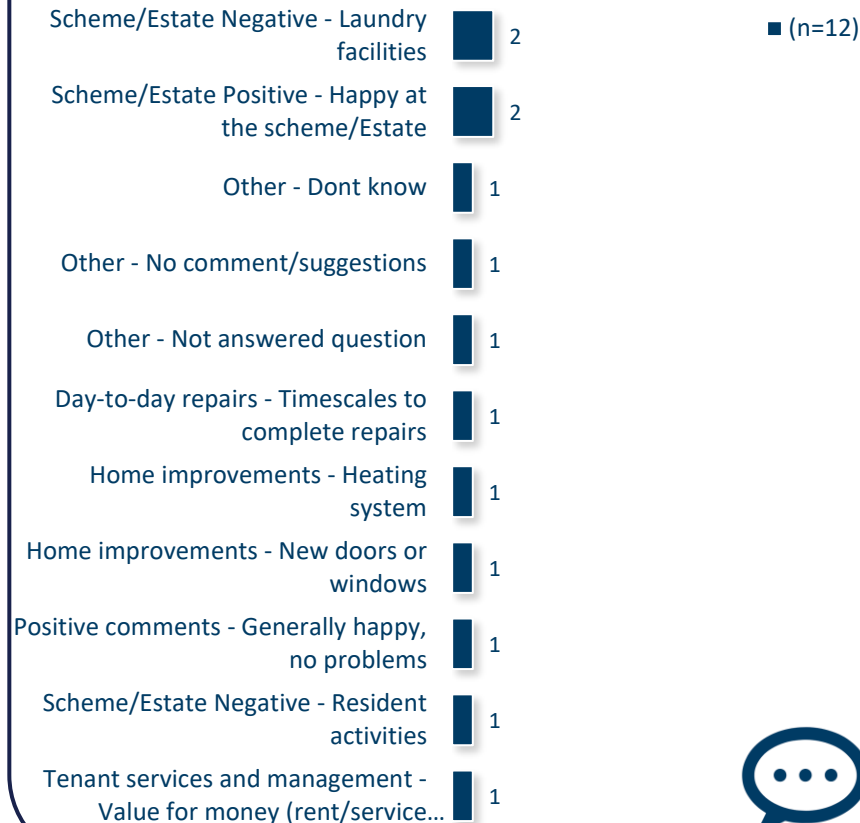 Scheme/Estate Negative - Laundry
facilities
2
(n=12)
Scheme/Estate Positive - Happy at
the scheme/Estate
2
Other - Dont know
1
Other - No comment/suggestions
1
Other - Not answered question
1
Day-to-day repairs - Timescales to
complete repairs
1
Home improvements - Heating
system
1
Home improvements - New doors or
windows
1
Positive comments - Generally happy,
no problems
1
Scheme/Estate Negative - Resident
activities
1
Tenant services and management -
Value for money (rent/service...
1